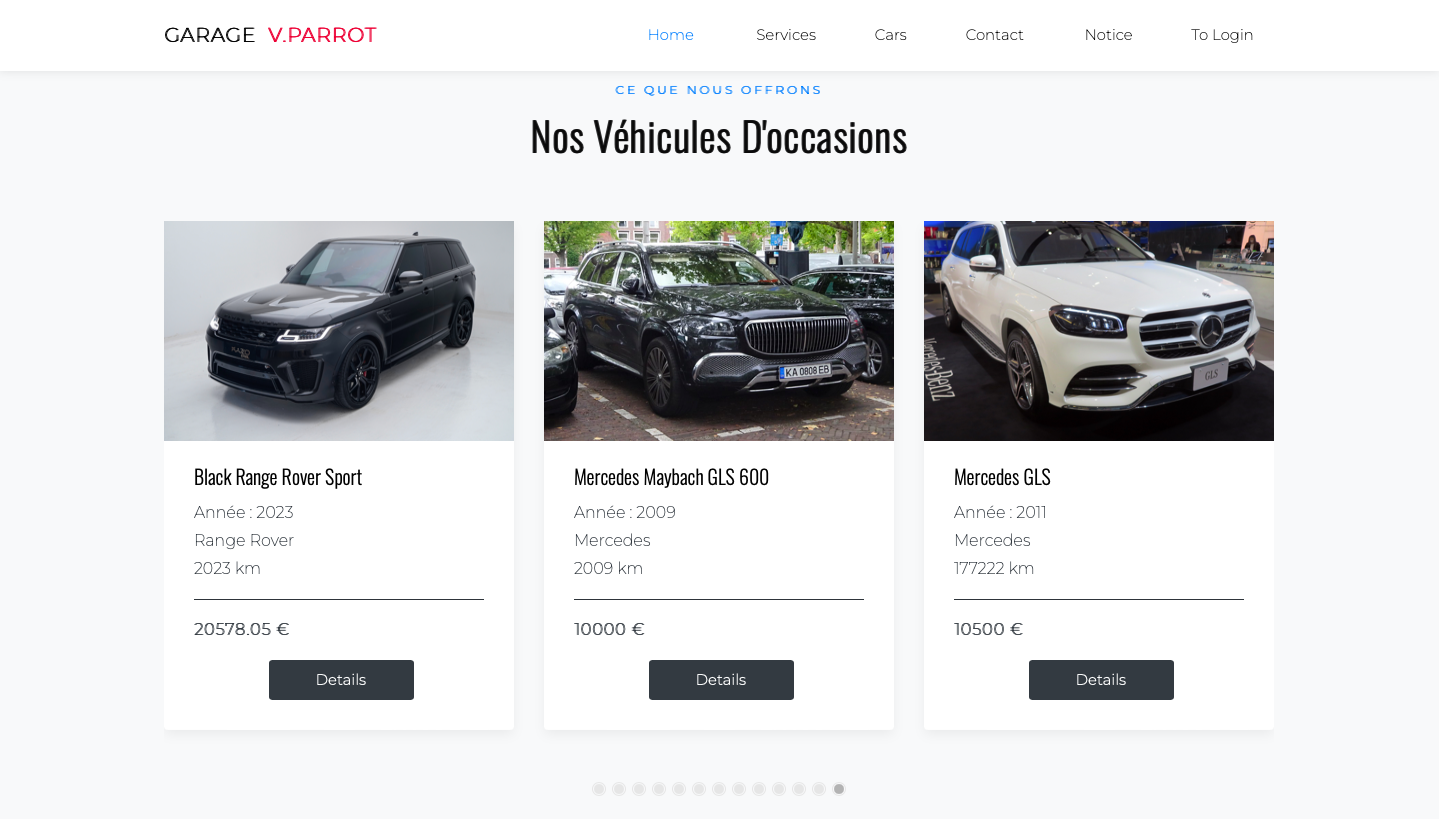 GARAGE V.PARROT
Home Services Cars Contact Notice To Login
CE QUE NOUS OFFRONS
Nos Véhicules D'occasions
KA 0808 EB
Mercedes-Benz
GLS
Black Range Rover Sport
Année : 2023
Range Rover
2023 km
20578.05 €
Details
Mercedes Maybach GLS 600
Année : 2009
Mercedes
2009 km
10000 €
Details
Mercedes GLS
Année : 2011
Mercedes
177222 km
10500 €
Details